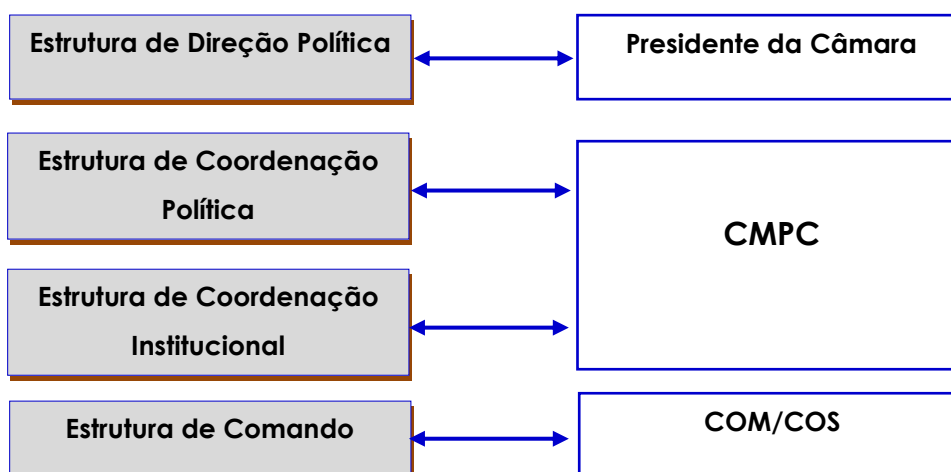 Estrutura de Direção Política
Presidente da Câmara
Estrutura de Coordenação
Política
CMPC
Estrutura de Coordenação
Institucional
Estrutura de Comando
COM/COS